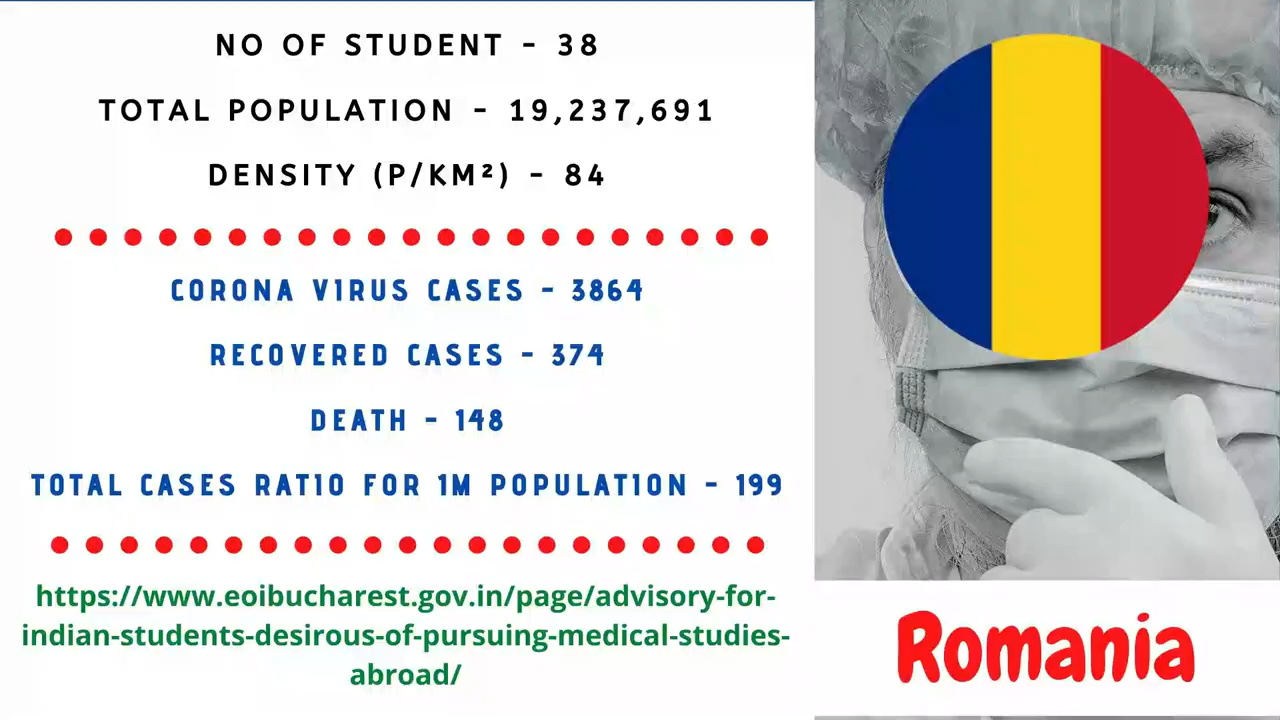 NO OF STUDENT - 38
TOTAL POPULATION - 19,237,691
DENSITY (P/KM²) - 84
CORONA VIRUS CASES - 3864
RECOVERED CASES - 374
DEATH - 148
TOTAL CASES RATIO FOR 1M POPULATION - 199
https://www.eoibucharest.gov.in/page/advisory-for-
indian-students-desirous-of-pursuing-medical-studies-
abroad/
Romania